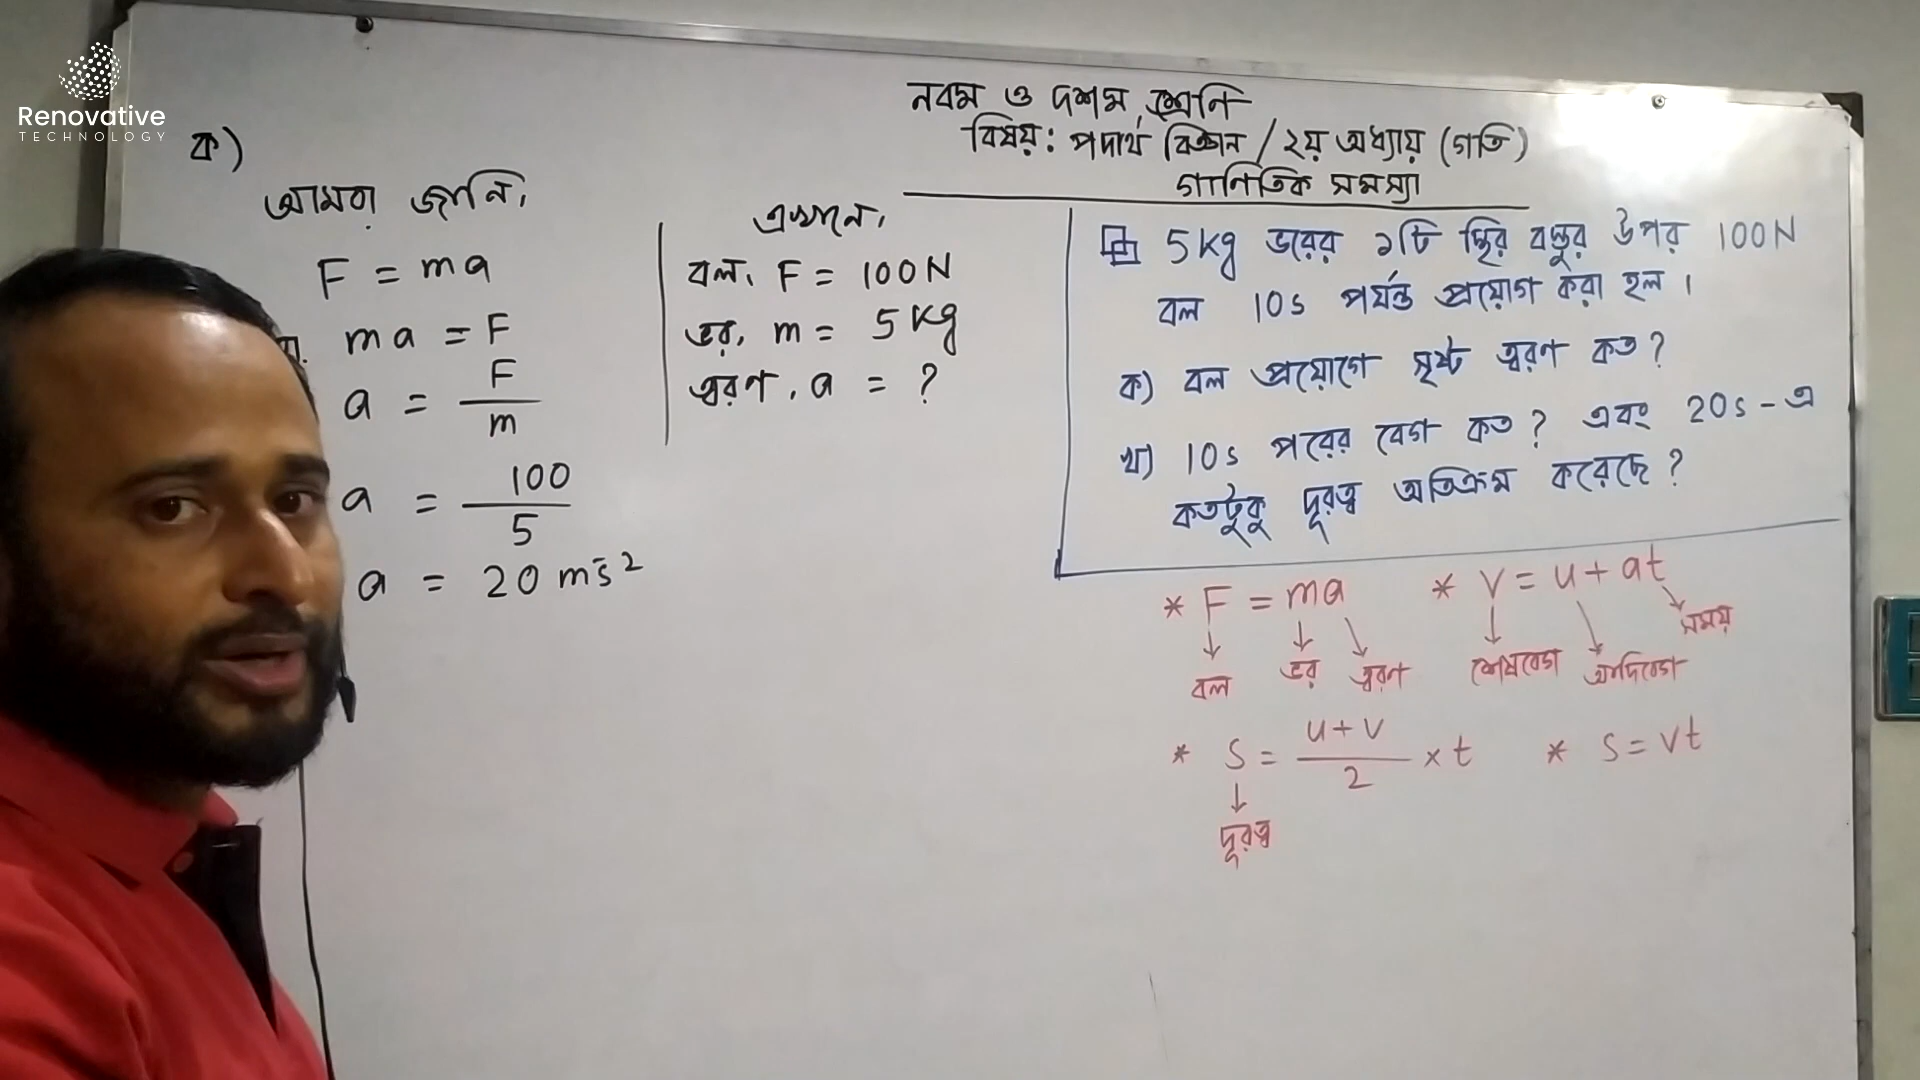 Renovative
TECHNOLOGY
নবম ও দশম শ্রেনি
বিষয়: পদার্থ বিজ্ঞান / ২য় অধ্যায় (গতি)
গাণিতিক সমস্যা
ক)
আমরা জানি,
F = ma
বা. ma = F
a = F/m
a = 100/5
a = 20 ms⁻²
এখানে,
বল, F = 100N
ভর, m = 5kg
ত্বরণ, a = ?
5kg ভরের ১টি স্থির বস্তুর উপর 100N
বল 10s পর্যন্ত প্রয়োগ করা হল।
ক) বল প্রয়োগে সৃষ্ট ত্বরণ কত?
খ) 10s পরের বেগ কত? এবং 20s-এ
কতটুকু দূরত্ব অতিক্রম করেছে?
* F = ma * v = u + at
সময়
বল ভর ত্বরণ শেষবেগ আদিবেগ
* S = (u+v)/2 × t * S = vt
দূরত্ব